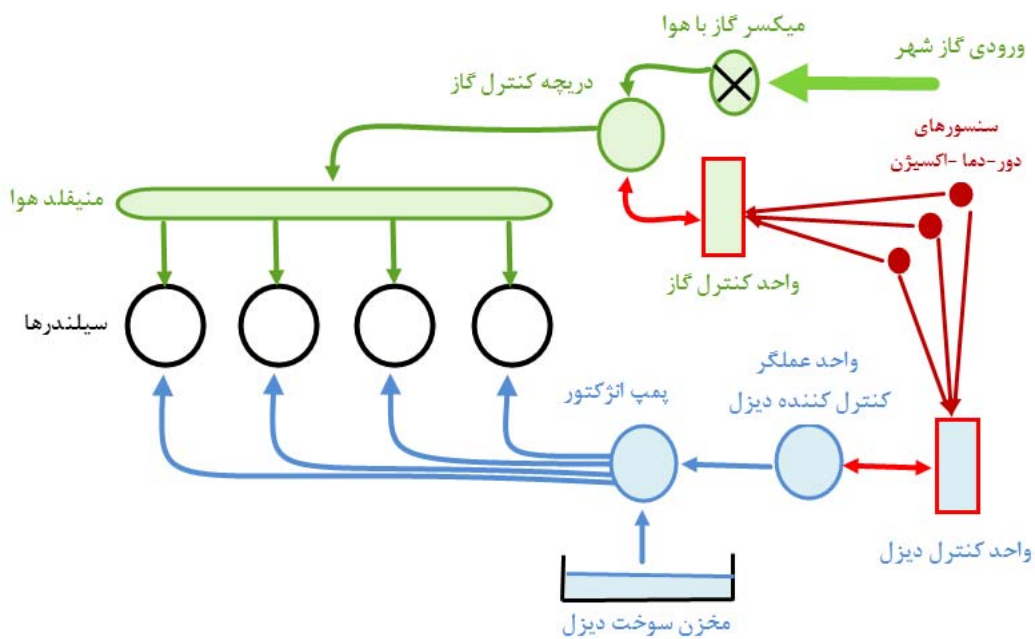 میکسر گاز با هوا
ورودی گاز شهر
دریچه کنترل گاز
سنسورهای
دور-دما-اکسیژن
منیفلد هوا
واحد کنترل گاز
سیلندرها
واحد عملگر
کنترل کننده دیزل
پمپ انژکتور
واحد کنترل دیزل
مخزن سوخت دیزل